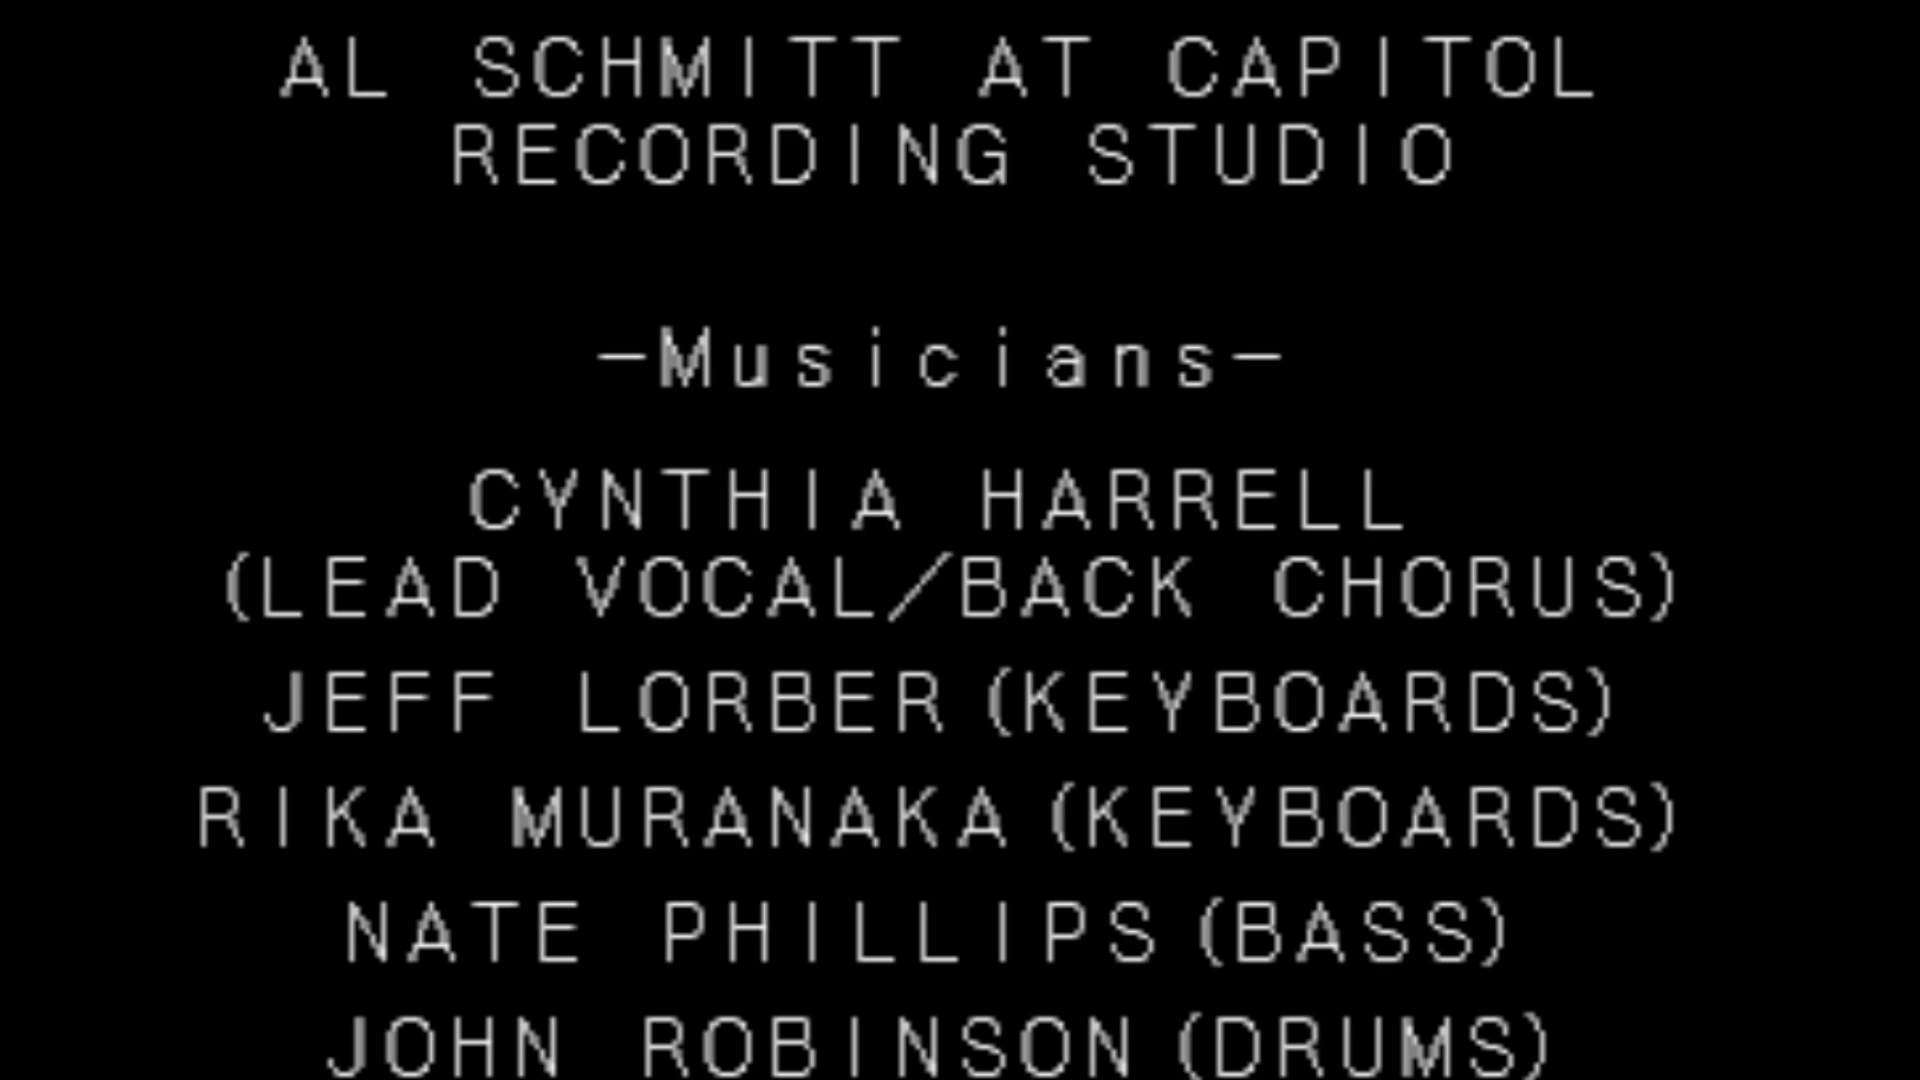 AL SCHMITT AT CAPITOL
RECORDING STUDIO
—Musicians—
CYNTHIA HARRELL
(LEAD VOCAL/BACK CHORUS)
JEFF LORBER (KEYBOARDS)
RIKA MURANAKA (KEYBOARDS)
NATE PHILLIPS (BASS)
JOHN ROBINSON (DRUMS)